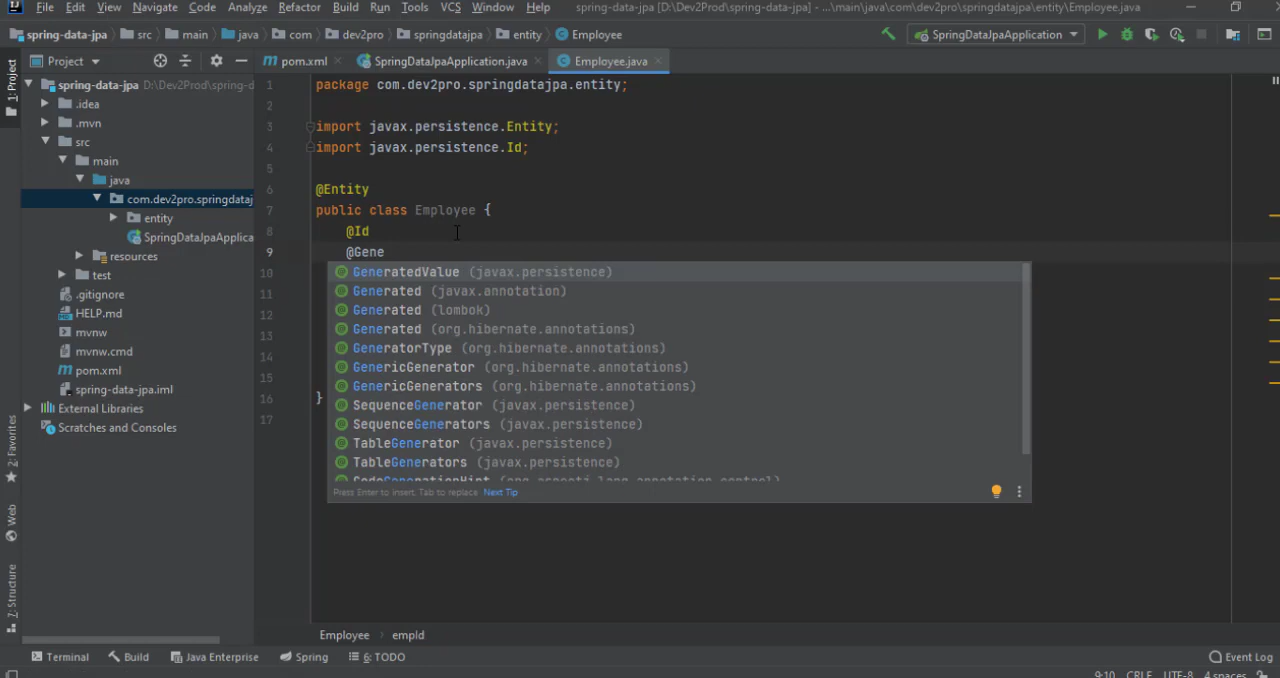 File Edit View Navigate Code Analyze Refactor Build Run Tools VCS Window Help spring-data-jpa [D:\Dev2Prod\spring-data-jpa] - ...\main\java\com\dev2pro\springdatajpa\entity\Employee.java
spring-data-jpa src main java com dev2pro springdatajpa entity Employee SpringDataJpaApplication
1: Project
Project pom.xml SpringDataJpaApplication.java Employee.java
spring-data-jpa D:\Dev2Prod\spring-d
.idea
.mvn
src
main
java
com.dev2pro.springdataj
entity
SpringDataJpaApplica
resources
test
.gitignore
HELP.md
mvnw
mvnw.cmd
pom.xml
spring-data-jpa.iml
External Libraries
Scratches and Consoles
1 package com.dev2pro.springdatajpa.entity;
2
3 import javax.persistence.Entity;
4 import javax.persistence.Id;
5
6 @Entity
7 public class Employee {
8 @Id
9 @Gene
10
11
12
13
14
15
16 }
17
GeneratedValue (javax.persistence)
Generated (javax.annotation)
Generated (lombok)
Generated (org.hibernate.annotations)
GeneratorType (org.hibernate.annotations)
GenericGenerator (org.hibernate.annotations)
GenericGenerators (org.hibernate.annotations)
SequenceGenerator (javax.persistence)
SequenceGenerators (javax.persistence)
TableGenerator (javax.persistence)
TableGenerators (javax.persistence)
CodeGenerationHint (org.aspectj.lang.annotation.control)
Press Enter to insert, Tab to replace Next Tip
2: Favorites
Web
7: Structure
Employee empId
Terminal Build Java Enterprise Spring 6: TODO Event Log
9:10 CRLF UTF-8 4 spaces